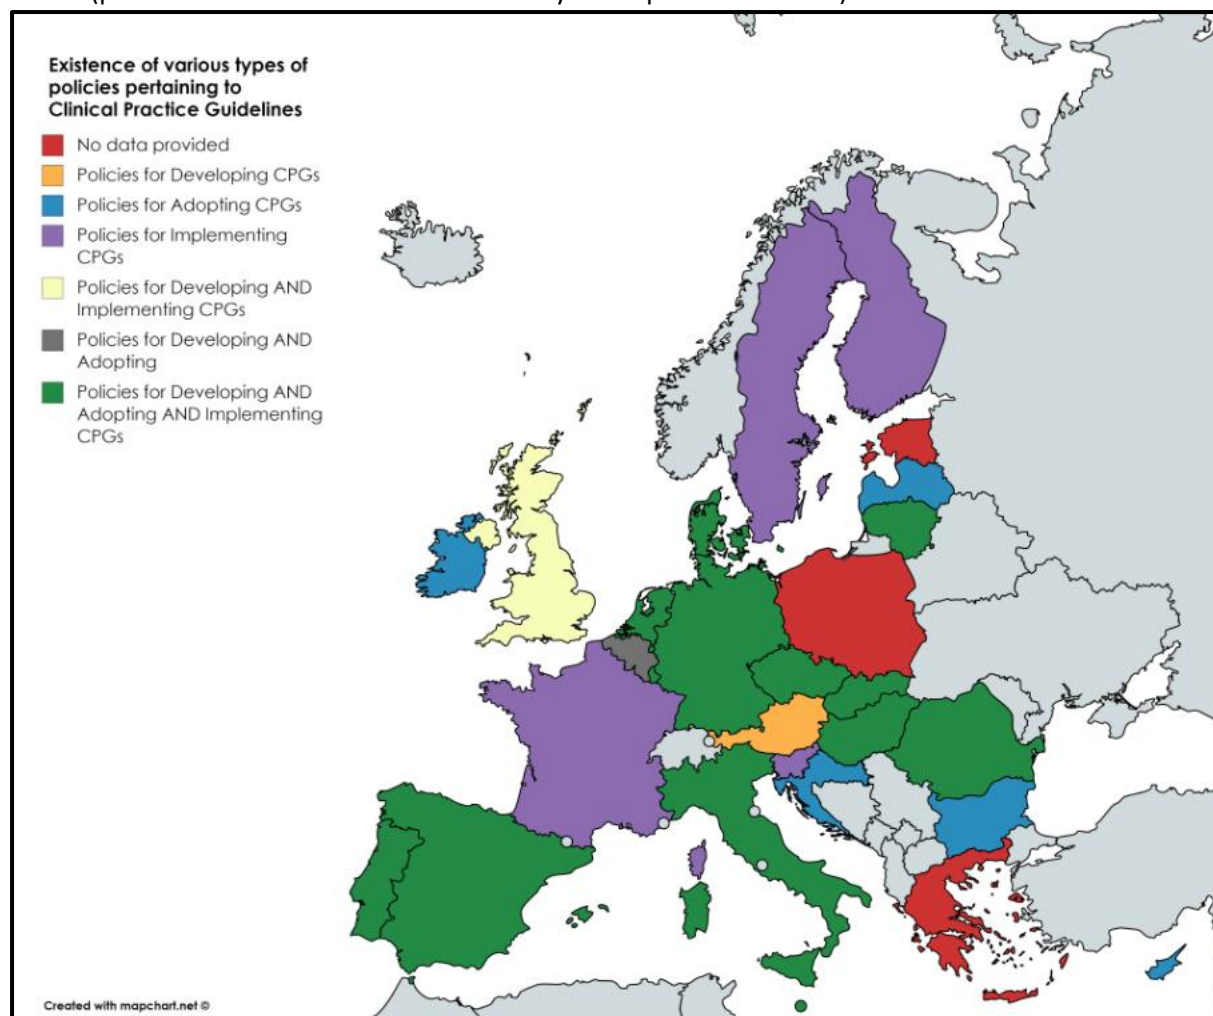 Existence of various types of
policies pertaining to
Clinical Practice Guidelines
No data provided
Policies for Developing CPGs
Policies for Adopting CPGs
Policies for Implementing
CPGs
Policies for Developing AND
Implementing CPGs
Policies for Developing AND
Adopting
Policies for Developing AND
Adopting AND Implementing
CPGs
Created with mapchart.net ©